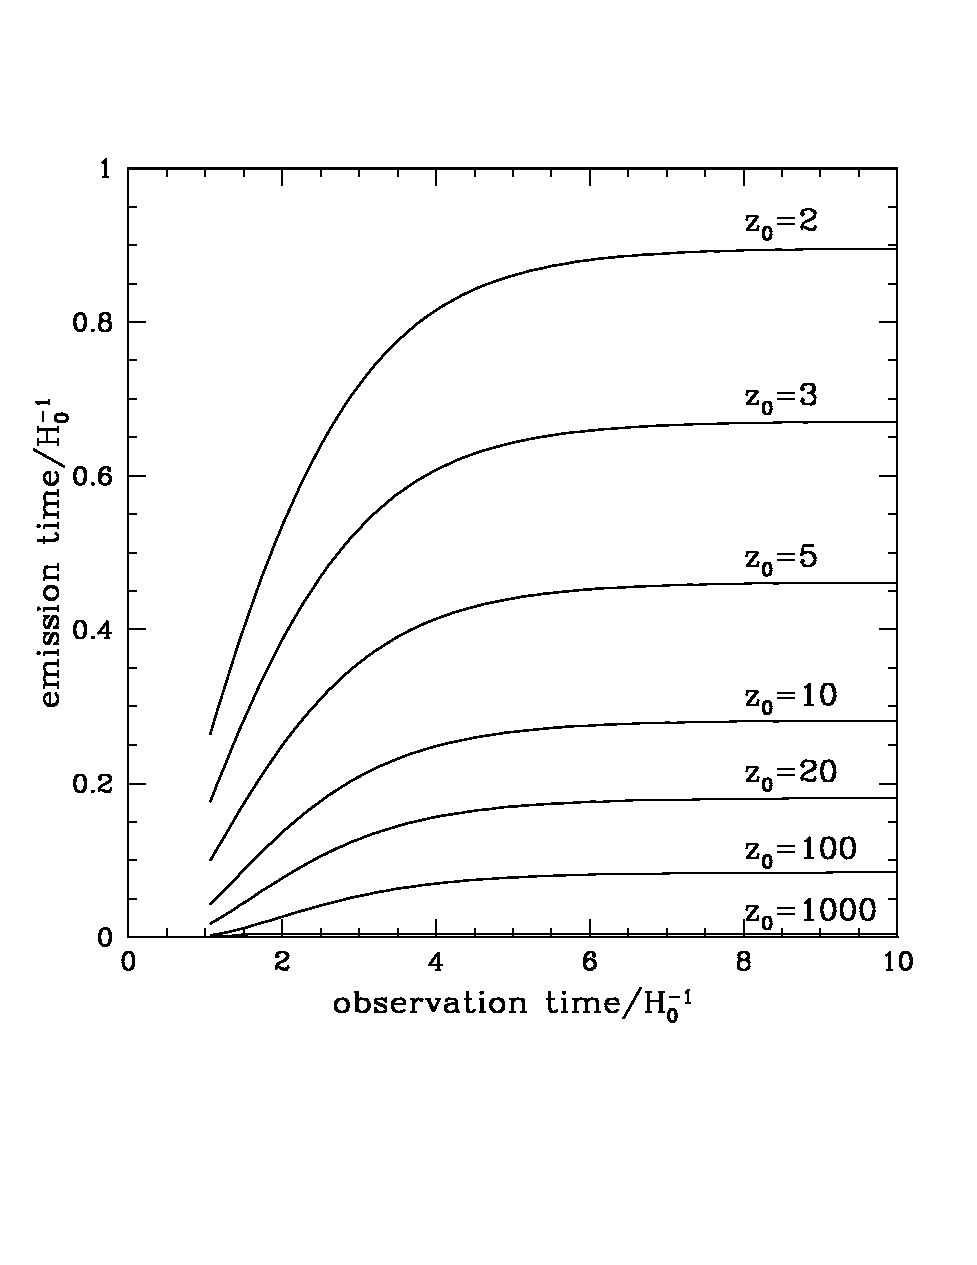 1
z₀=2
0.8
z₀=3
emission time/H₀⁻¹
0.6
z₀=5
0.4
z₀=10
z₀=20
0.2
z₀=100
z₀=1000
0
0 2 4 6 8 10
observation time/H₀⁻¹